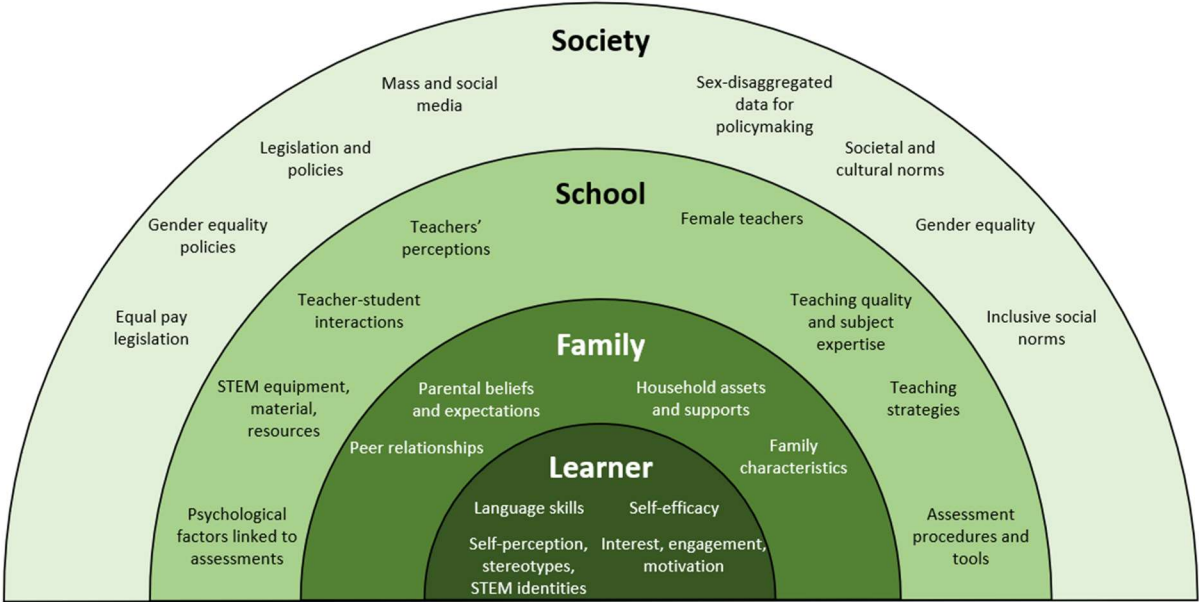 Society
Mass and social
media
Sex-disaggregated
data for
policymaking
Legislation and
policies
Societal and
cultural norms
Gender equality
policies
Gender equality
Equal pay
legislation
Inclusive social
norms
School
Teachers’
perceptions
Female teachers
Teacher-student
interactions
Teaching quality
and subject
expertise
STEM equipment,
material,
resources
Teaching
strategies
Psychological
factors linked to
assessments
Assessment
procedures and
tools
Family
Parental beliefs
and expectations
Household assets
and supports
Peer relationships
Family
characteristics
Learner
Language skills
Self-efficacy
Self-perception,
stereotypes,
STEM identities
Interest, engagement,
motivation